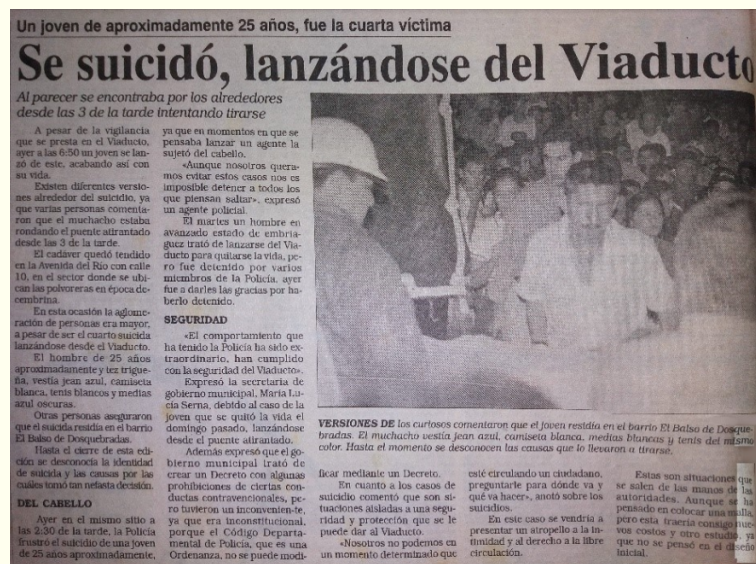 Un joven de aproximadamente 25 años, fue la cuarta víctima
Se suicidó, lanzándose del Viaducto
Al parecer se encontraba por los alrededores
desde las 3 de la tarde intentando tirarse
A pesar de la vigilancia
que se presta en el Viaducto,
ayer a las 6:50 un joven se lan-
zó de este, acabando así con
su vida.
Existen diferentes versio-
nes alrededor del suicidio, ya
que varias personas comenta-
ron que el muchacho estaba
rondando el puente atirantado
desde las 3 de la tarde.
El cadáver quedó tendido
en la Avenida del Río con calle
10, en el sector donde se ubi-
can las polvoreras en época de-
cembrina.
En esta ocasión la aglome-
ración de personas era mayor,
a pesar de ser el cuarto suicida
lanzándose desde el Viaducto.
El hombre de 25 años
aproximadamente y tez trigue-
ña, vestía jean azul, camiseta
blanca, tenis blancos y medias
azul oscuras.
Otras personas aseguraron
que el suicida residía en el barrio
El Balso de Dosquebradas.
Hasta el cierre de esta edi-
ción se desconocía la identidad
de suicida y las causas por las
cuáles tomó tan nefasta decisión.
DEL CABELLO
Ayer en el mismo sitio a
las 2:30 de la tarde, la Policía
frustró el suicidio de una joven
de 25 años aproximadamente,
ya que en momentos en que se
pensaba lanzar un agente la
sujetó del cabello.
«Aunque nosotros quera-
mos evitar estos casos nos es
imposible detener a todos los
que piensan saltar», expresó
un agente policial.
El martes un hombre en
avanzado estado de embria-
guez trató de lanzarse del Via-
ducto para quitarse la vida, pe-
ro fue detenido por varios
miembros de la Policía, ayer
fue a darles las gracias por ha-
berlo detenido.
SEGURIDAD
«El comportamiento que
ha tenido la Policía ha sido ex-
traordinario, han cumplido
con la seguridad del Viaducto».
Expresó la secretaria de
gobierno municipal, María Lu-
cía Serna, debido al caso de la
joven que se quitó la vida el
domingo pasado, lanzándose
desde el puente atirantado.
Además expresó que el go-
bierno municipal trató de
crear un Decreto con algunas
prohibiciones de ciertas con-
ductas contravencionales, pe-
ro tuvieron un inconvenien-te,
ya que era inconstitucional,
porque el Código Departa-
mental de Policía, que es una
Ordenanza, no se puede modi-
VERSIONES DE los curiosos comentaron que el joven residía en el barrio El Balso de Dosque-
bradas. El muchacho vestía jean azul, camiseta blanca, medias blancas y tenis del mismo
color. Hasta el momento se desconocen las causas que lo llevaron a tirarse.
ficar mediante un Decreto.
En cuanto a los casos de
suicidio comentó que son si-
tuaciones aisladas a una segu-
ridad y protección que se le
puede dar al Viaducto.
«Nosotros no podemos en
un momento determinado que
esté circulando un ciudadano,
preguntarle para dónde va y
qué va hacer», anotó sobre los
suicidios.
En este caso se vendría a
presentar un atropello a la in-
timidad y al derecho a la libre
circulación.
Estas son situaciones que
se salen de las manos de las
autoridades. Aunque se ha
pensado en colocar una malla,
pero esta traería consigo nue-
vos costos y otro estudio, ya
que no se pensó en el diseño
inicial.